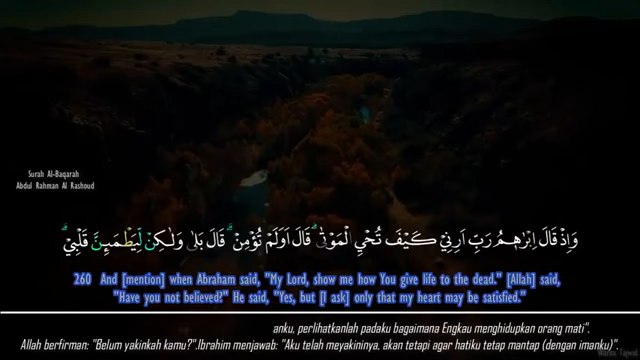 Surah Al-Baqarah
Abdul Rahman Al Rashoud
وَاِذْ قَالَ اِبْرٰهٖمُ رَبِّ اَرِنِيْ كَيْفَ تُحْيِ الْمَوْتٰىۗ قَالَ اَوَلَمْ تُؤْمِنْ ۗقَالَ بَلٰى وَلٰكِنْ لِّيَطْمَىِٕنَّ قَلْبِيْ ۗ
260 And [mention] when Abraham said, "My Lord, show me how You give life to the dead." [Allah] said,
"Have you not believed?" He said, "Yes, but [I ask] only that my heart may be satisfied."
anku, perlihatkanlah padaku bagaimana Engkau menghidupkan orang mati".
Allah berfirman: "Belum yakinkah kamu?".Ibrahim menjawab: "Aku telah meyakininya, akan tetapi agar hatiku tetap mantap (dengan imanku)".